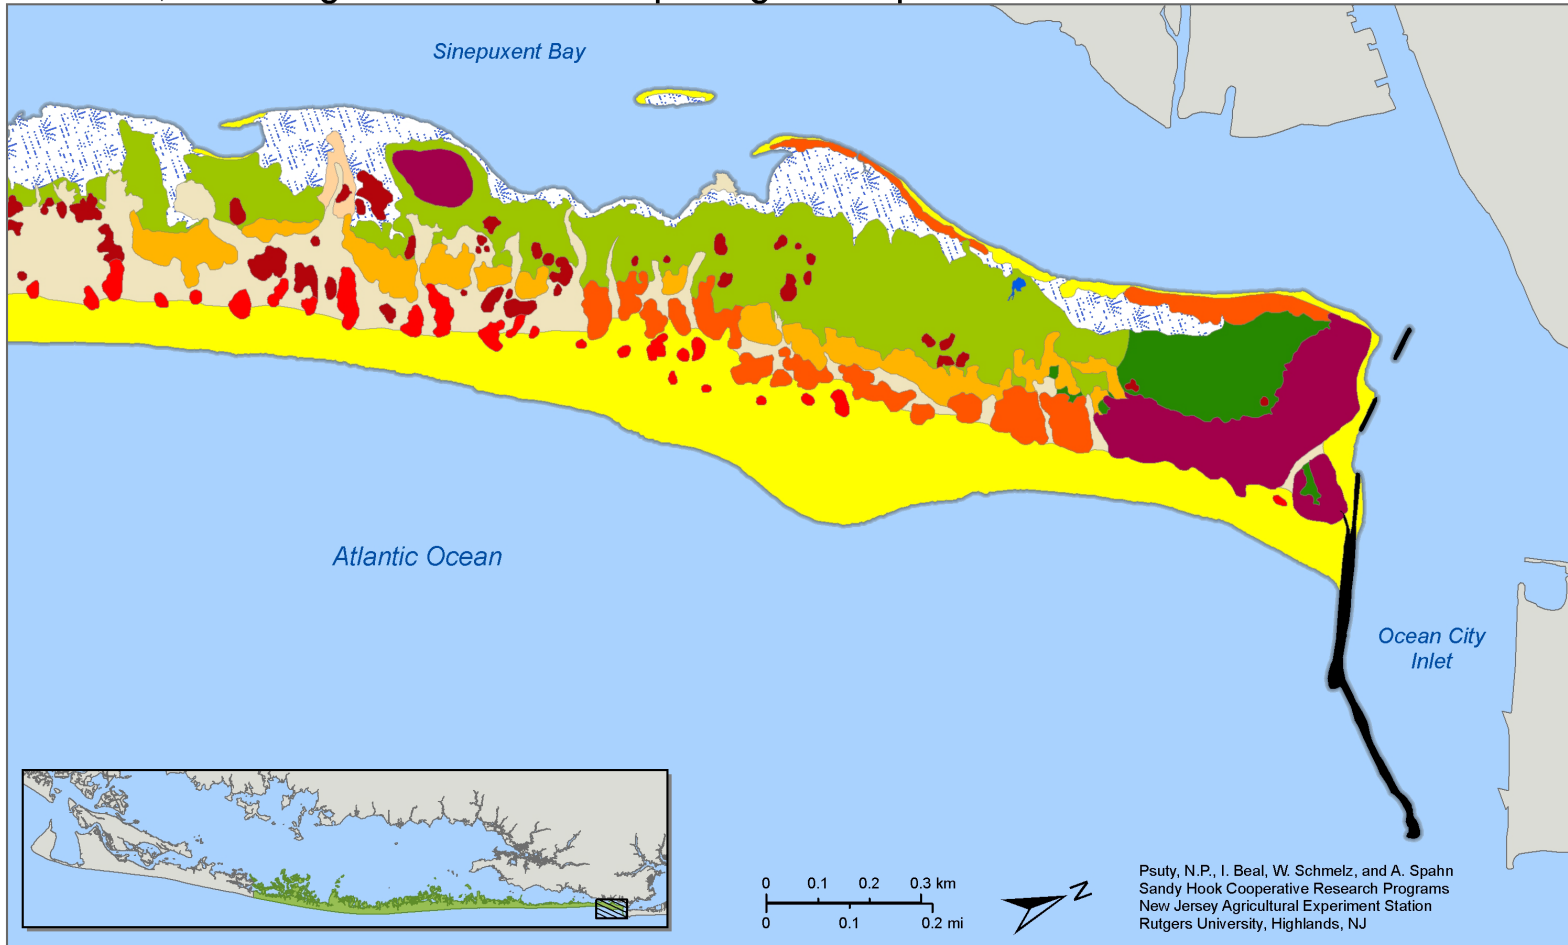 Sinepuxent Bay
Atlantic Ocean
Ocean City
Inlet
0 0.1 0.2 0.3 km
0 0.1 0.2 mi
N
Psuty, N.P., I. Beal, W. Schmelz, and A. Spahn
Sandy Hook Cooperative Research Programs
New Jersey Agricultural Experiment Station
Rutgers University, Highlands, NJ